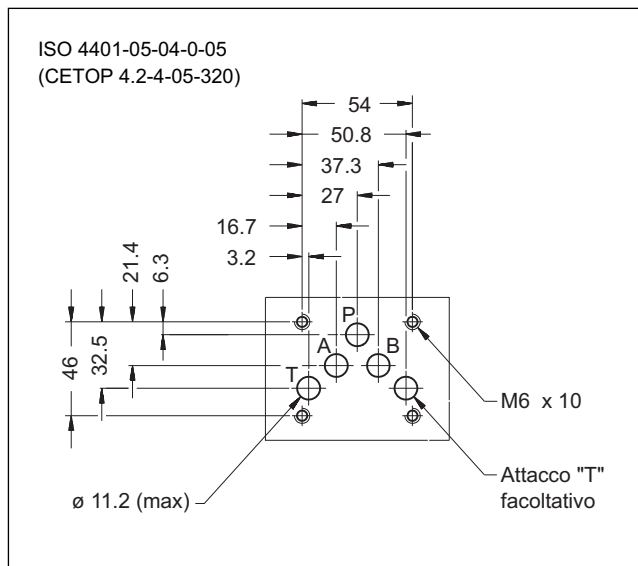 ISO 4401-05-04-0-05
(CETOP 4.2-4-05-320)
54
50.8
37.3
27
16.7
3.2
21.4
6.3
46
32.5
P
A
B
T
M6 x 10
ø 11.2 (max)
Attacco "T"
facoltativo